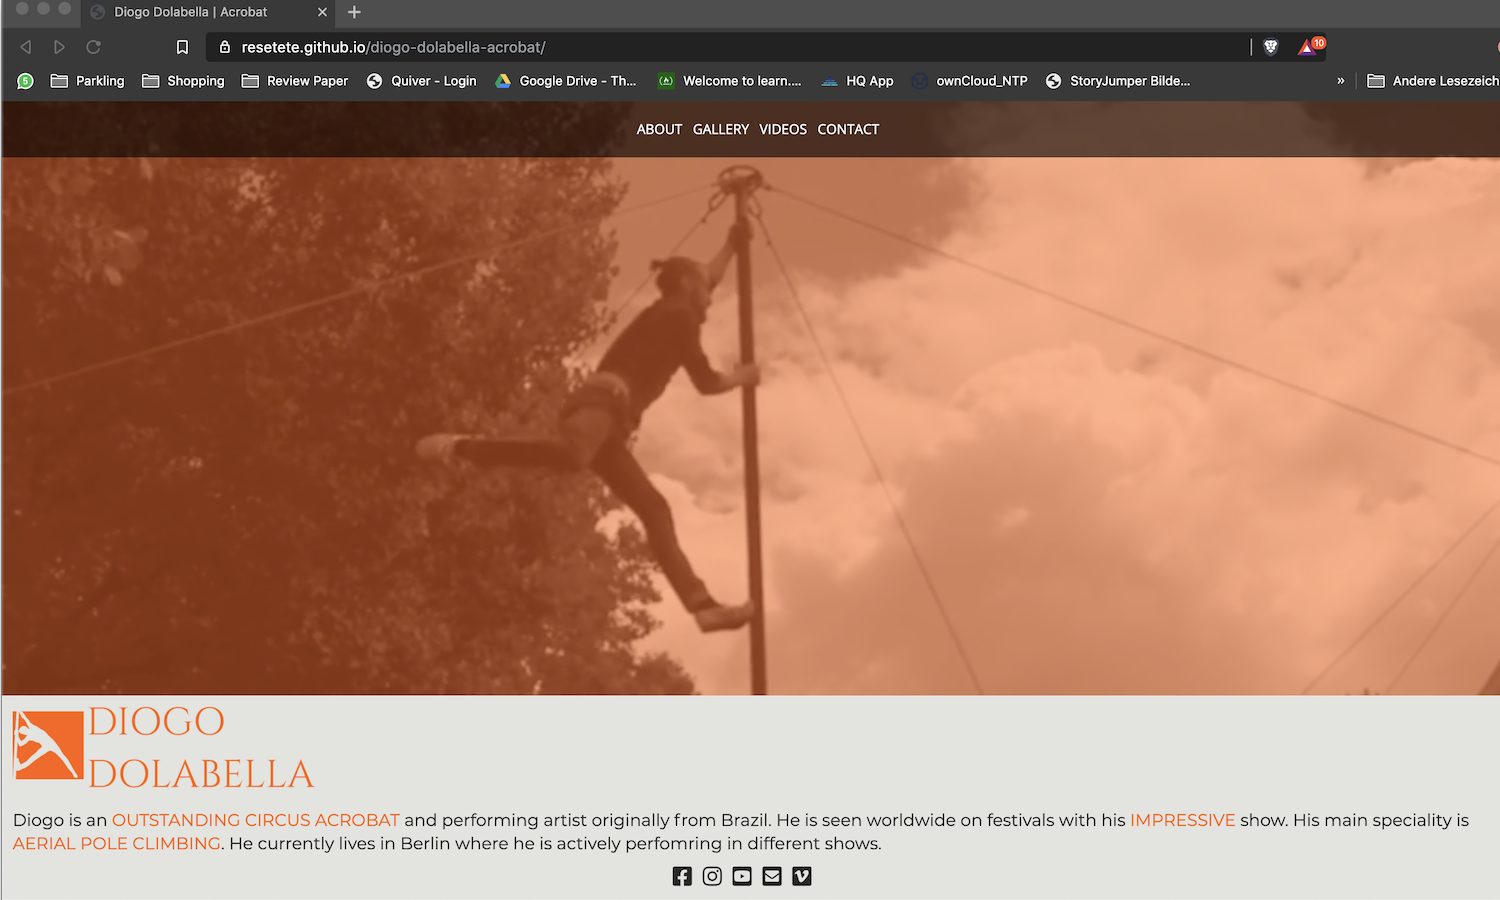 Diogo Dolabella | Acrobat
resetete.github.io/diogo-dolabella-acrobat/
10
5
Parkling Shopping Review Paper Quiver - Login Google Drive - Th... Welcome to learn.... HQ App ownCloud_NTP StoryJumper Bilde... » Andere Lesezeich
ABOUT GALLERY VIDEOS CONTACT
DIOGO
DOLABELLA
Diogo is an OUTSTANDING CIRCUS ACROBAT and performing artist originally from Brazil. He is seen worldwide on festivals with his IMPRESSIVE show. His main speciality is
AERIAL POLE CLIMBING. He currently lives in Berlin where he is actively perfomring in different shows.